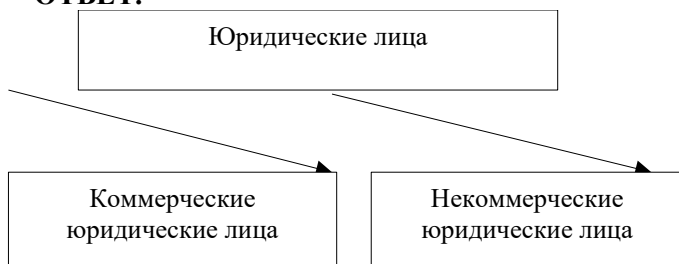 ОТВЕТ:
Юридические лица
Коммерческие
юридические лица
Некоммерческие
юридические лица